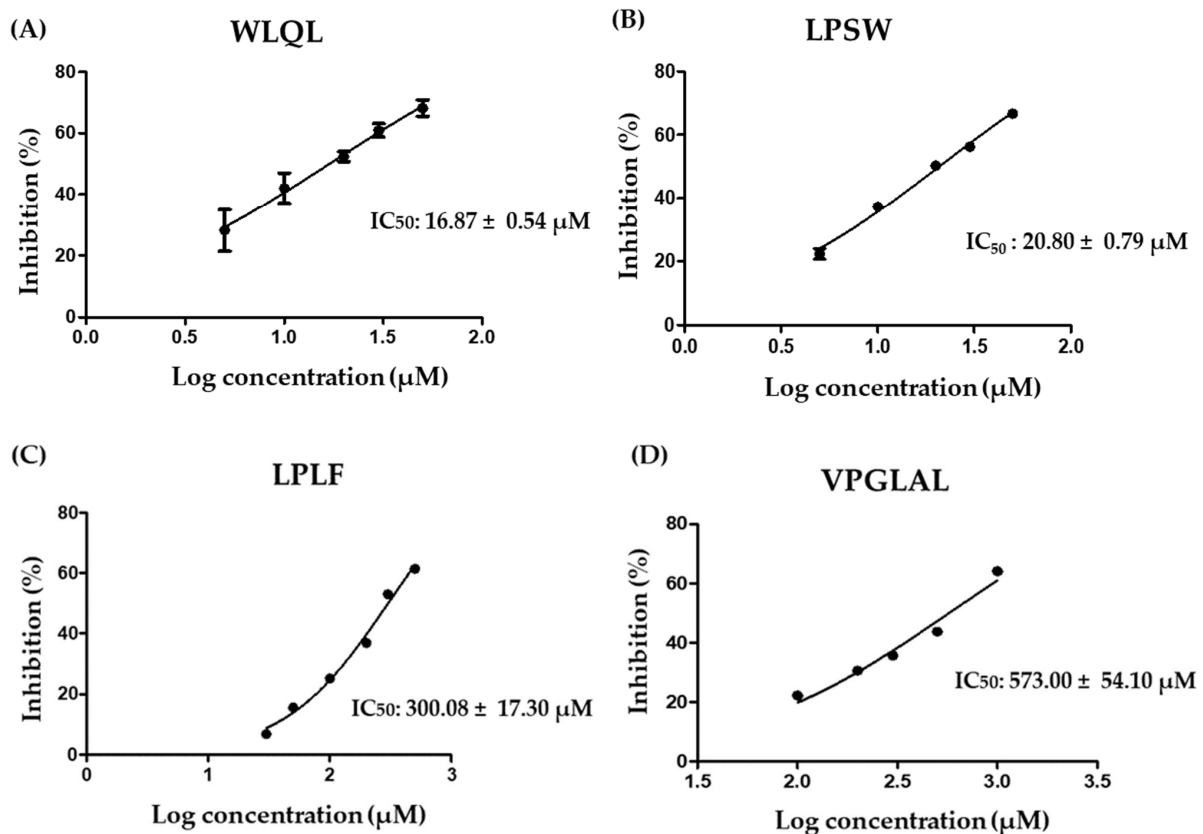 (A)
WLQL
80
60
40
20
0
Inhibition (%)
IC50: 16.87 ± 0.54 µM
0.0 0.5 1.0 1.5 2.0
Log concentration (µM)
(B)
LPSW
80
60
40
20
0
Inhibition (%)
IC50 : 20.80 ± 0.79 µM
0.0 0.5 1.0 1.5 2.0
Log concentration (µM)
(C)
LPLF
80
60
40
20
0
Inhibition (%)
IC50: 300.08 ± 17.30 µM
0 1 2 3
Log concentration (µM)
(D)
VPGLAL
80
60
40
20
0
Inhibition (%)
IC50: 573.00 ± 54.10 µM
1.5 2.0 2.5 3.0 3.5
Log concentration (µM)